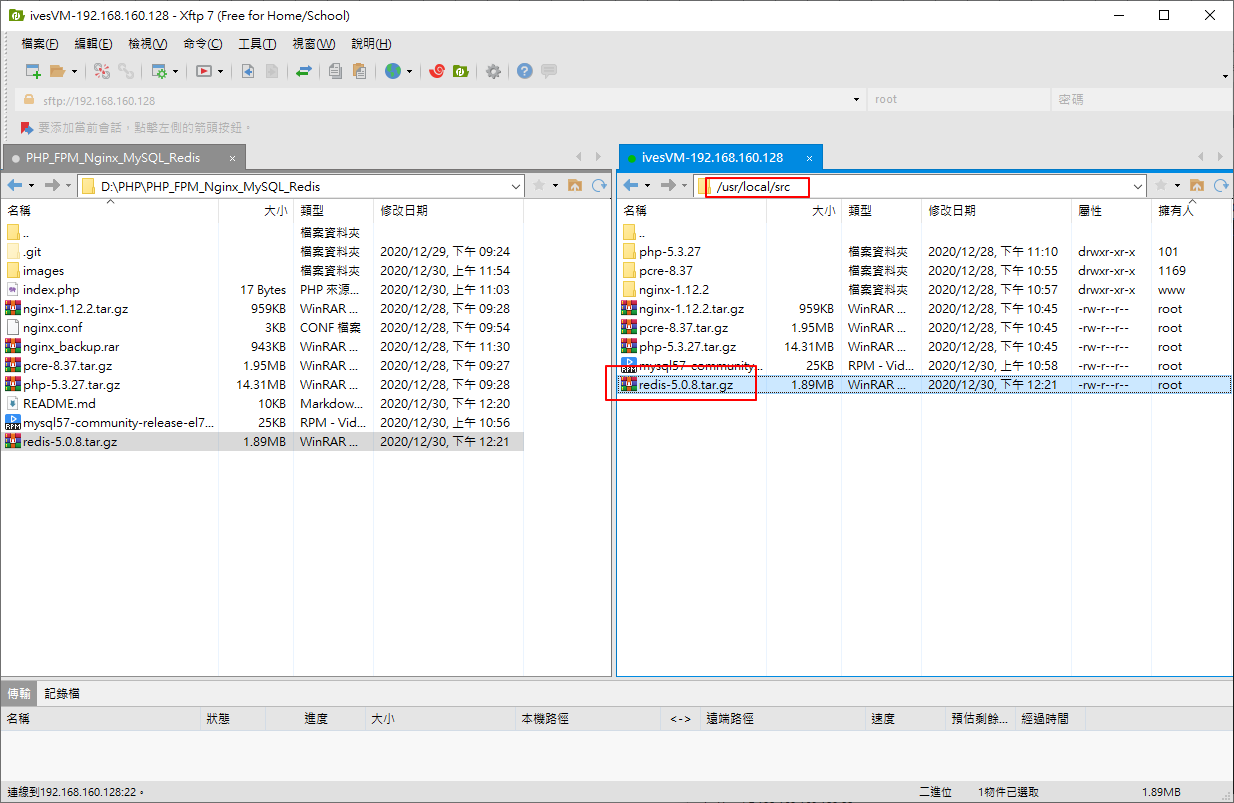 ivesVM-192.168.160.128 - Xftp 7 (Free for Home/School)
檔案(F) 編輯(E) 檢視(V) 命令(C) 工具(T) 視窗(W) 說明(H)
sftp://192.168.160.128 root 密碼
要添加當前會話，點擊左側的箭頭按鈕。
PHP_FPM_Nginx_MySQL_Redis × ivesVM-192.168.160.128 ×
D:\PHP\PHP_FPM_Nginx_MySQL_Redis
名稱 大小 類型 修改日期
.. 檔案資料夾
.git 檔案資料夾 2020/12/29, 下午 09:24
images 檔案資料夾 2020/12/30, 上午 11:54
index.php 17 Bytes PHP 來源... 2020/12/30, 上午 11:03
nginx-1.12.2.tar.gz 959KB WinRAR ... 2020/12/28, 下午 09:28
nginx.conf 3KB CONF 檔案 2020/12/28, 下午 09:54
nginx_backup.rar 943KB WinRAR ... 2020/12/28, 下午 11:30
pcre-8.37.tar.gz 1.95MB WinRAR ... 2020/12/28, 下午 09:28
php-5.3.27.tar.gz 14.31MB WinRAR ... 2020/12/28, 下午 09:28
README.md 10KB Markdow... 2020/12/30, 下午 12:20
mysql57-community-release-el7... 25KB RPM - Vid... 2020/12/30, 上午 10:56
redis-5.0.8.tar.gz 1.89MB WinRAR ... 2020/12/30, 下午 12:21
/usr/local/src
名稱 大小 類型 修改日期 屬性 擁有人
..
php-5.3.27 檔案資料夾 2020/12/28, 下午 11:10 drwxr-xr-x 101
pcre-8.37 檔案資料夾 2020/12/28, 下午 10:55 drwxr-xr-x 1169
nginx-1.12.2 檔案資料夾 2020/12/28, 下午 10:57 drwxr-xr-x www
nginx-1.12.2.tar.gz 959KB WinRAR ... 2020/12/28, 下午 10:45 -rw-r--r-- root
pcre-8.37.tar.gz 1.95MB WinRAR ... 2020/12/28, 下午 10:45 -rw-r--r-- root
php-5.3.27.tar.gz 14.31MB WinRAR ... 2020/12/28, 下午 10:45 -rw-r--r-- root
mysql57-community... 25KB RPM - Vid... 2020/12/30, 上午 10:58 -rw-r--r-- root
redis-5.0.8.tar.gz 1.89MB WinRAR ... 2020/12/30, 下午 12:21 -rw-r--r-- root
傳輸 記錄檔
名稱 狀態 進度 大小 本機路徑 <-> 遠端路徑 速度 預估剩餘... 經過時間
連線到192.168.160.128:22。 二進位 1物件已選取 1.89MB